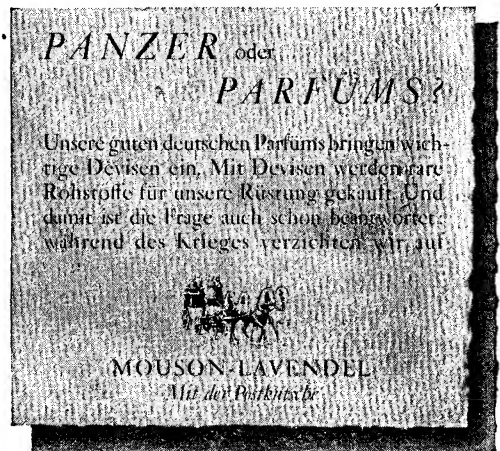 PANZER oder
PARFÜMS?
Unsere guten deutschen Parfüms bringen wich-
tige Devisen ein. Mit Devisen werden rare
Rohstoffe für unsere Rüstung gekauft. Und
damit ist die Frage auch schon beantwortet:
während des Krieges verzichten wir auf
MOUSON-LAVENDEL
Mit der Postkutsche